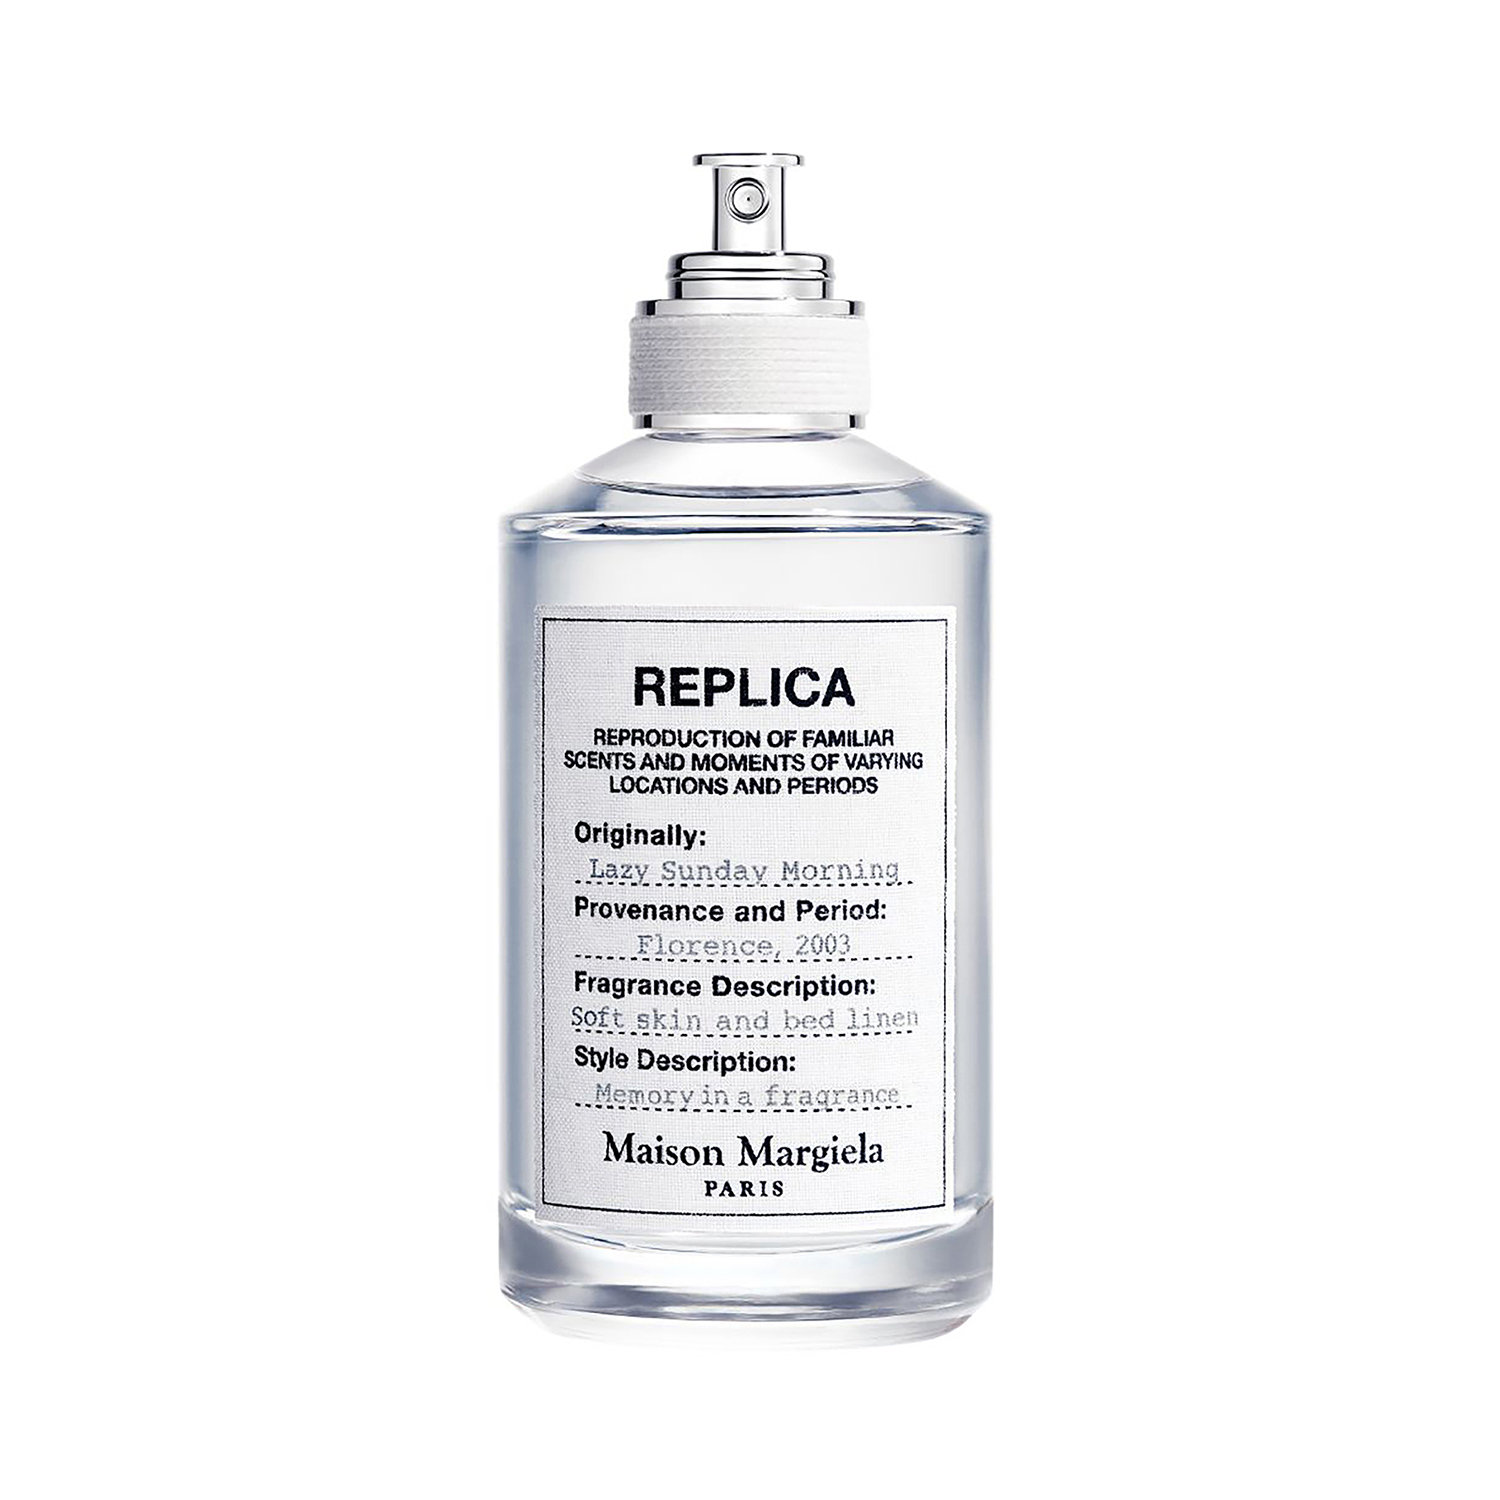 REPLICA
REPRODUCTION OF FAMILIAR
SCENTS AND MOMENTS OF VARYING
LOCATIONS AND PERIODS
Originally:
Lazy Sunday Morning
Provenance and Period:
Florence, 2003
Fragrance Description:
Soft skin and bed linen
Style Description:
Memory in a fragrance
Maison Margiela
PARIS